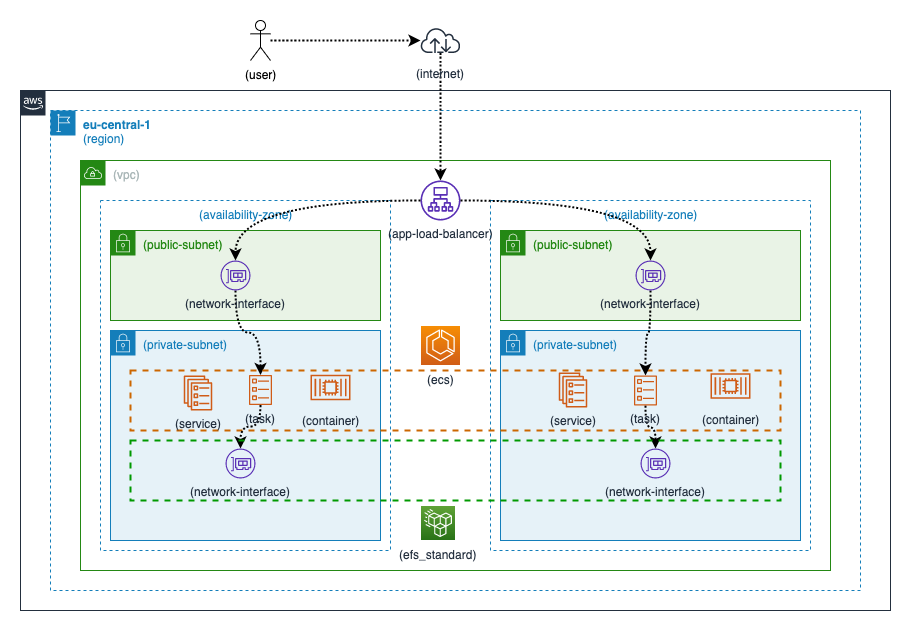 (user)
(internet)
aws
eu-central-1
(region)
(vpc)
(availability-zone)
(availability-zone)
(app-load-balancer)
(public-subnet)
(public-subnet)
(network-interface)
(network-interface)
(private-subnet)
(private-subnet)
(ecs)
(service)
(task)
(container)
(service)
(task)
(container)
(network-interface)
(network-interface)
(efs_standard)